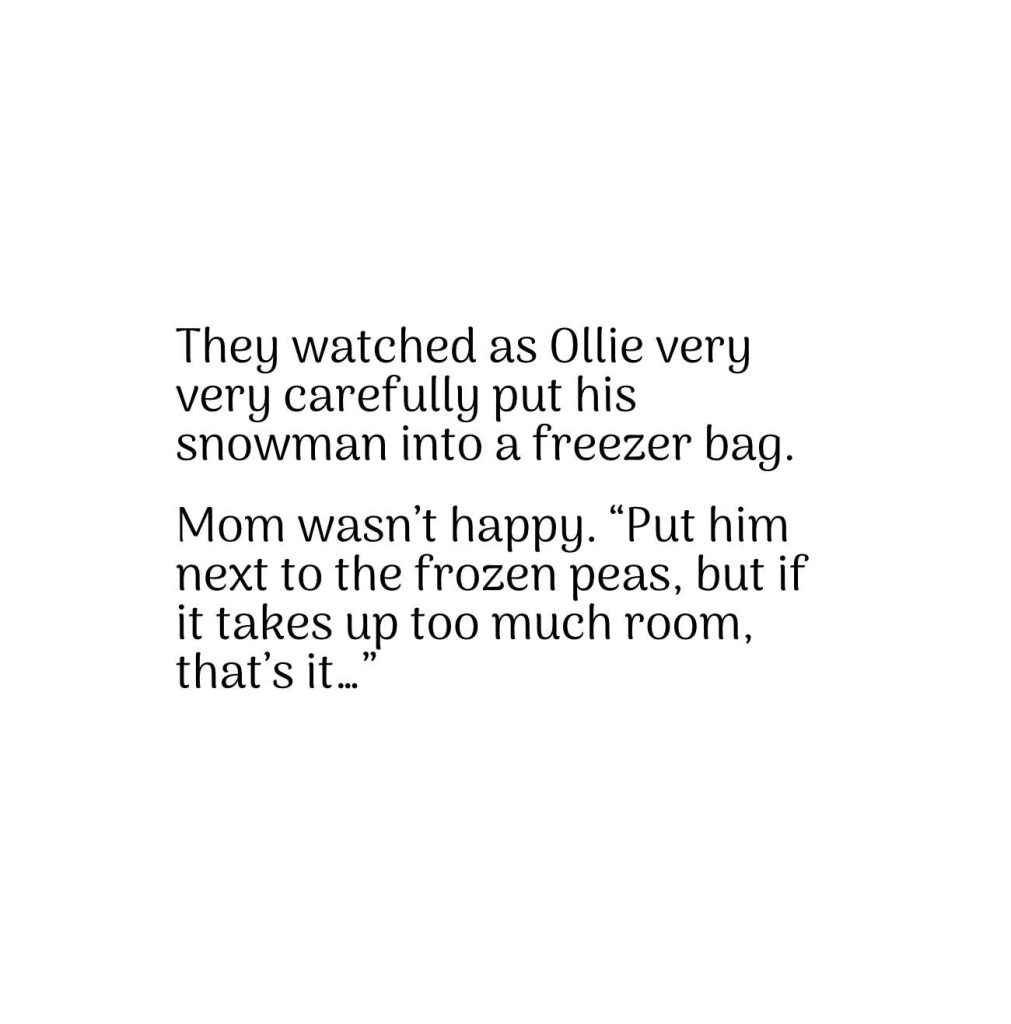 They watched as Ollie very
very carefully put his
snowman into a freezer bag.
Mom wasn’t happy. “Put him
next to the frozen peas, but if
it takes up too much room,
that’s it...”